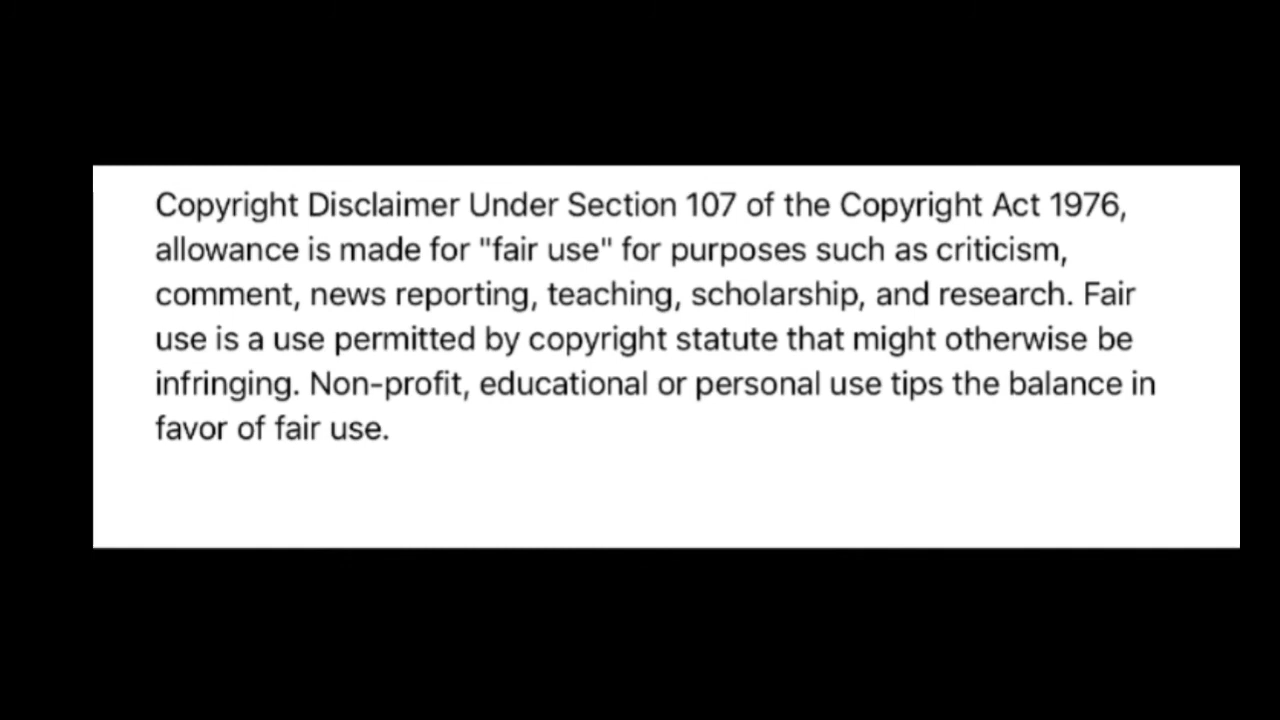 Copyright Disclaimer Under Section 107 of the Copyright Act 1976,
allowance is made for "fair use" for purposes such as criticism,
comment, news reporting, teaching, scholarship, and research. Fair
use is a use permitted by copyright statute that might otherwise be
infringing. Non-profit, educational or personal use tips the balance in
favor of fair use.